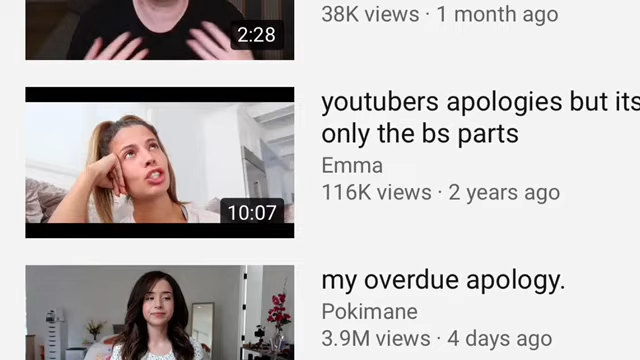 38K views · 1 month ago
2:28
youtubers apologies but its
only the bs parts
Emma
116K views · 2 years ago
10:07
my overdue apology.
Pokimane
3.9M views · 4 days ago